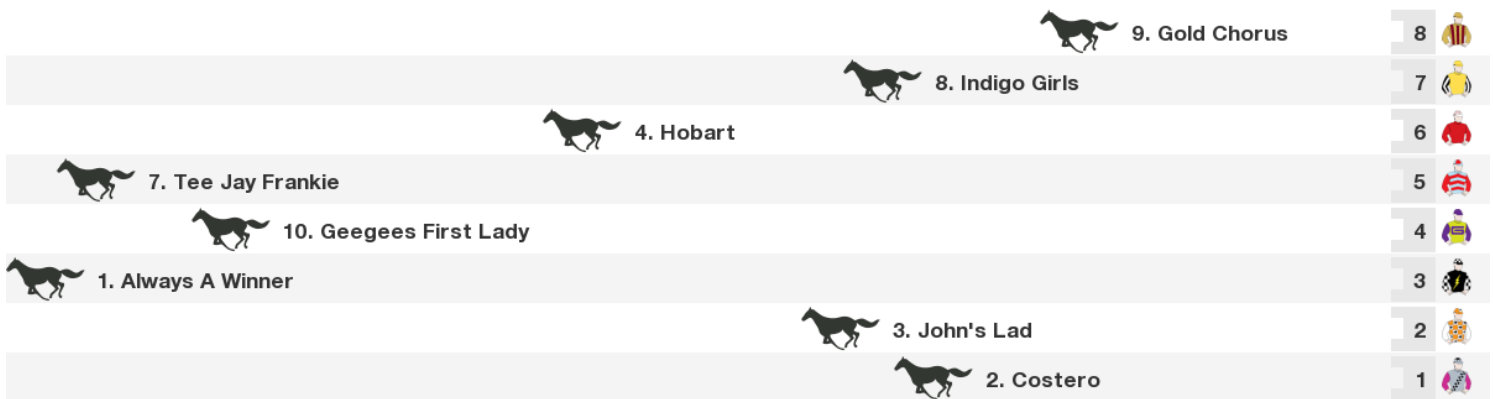 9. Gold Chorus 8
8. Indigo Girls 7
4. Hobart 6
7. Tee Jay Frankie 5
10. Geegees First Lady 4
1. Always A Winner 3
3. John's Lad 2
2. Costero 1